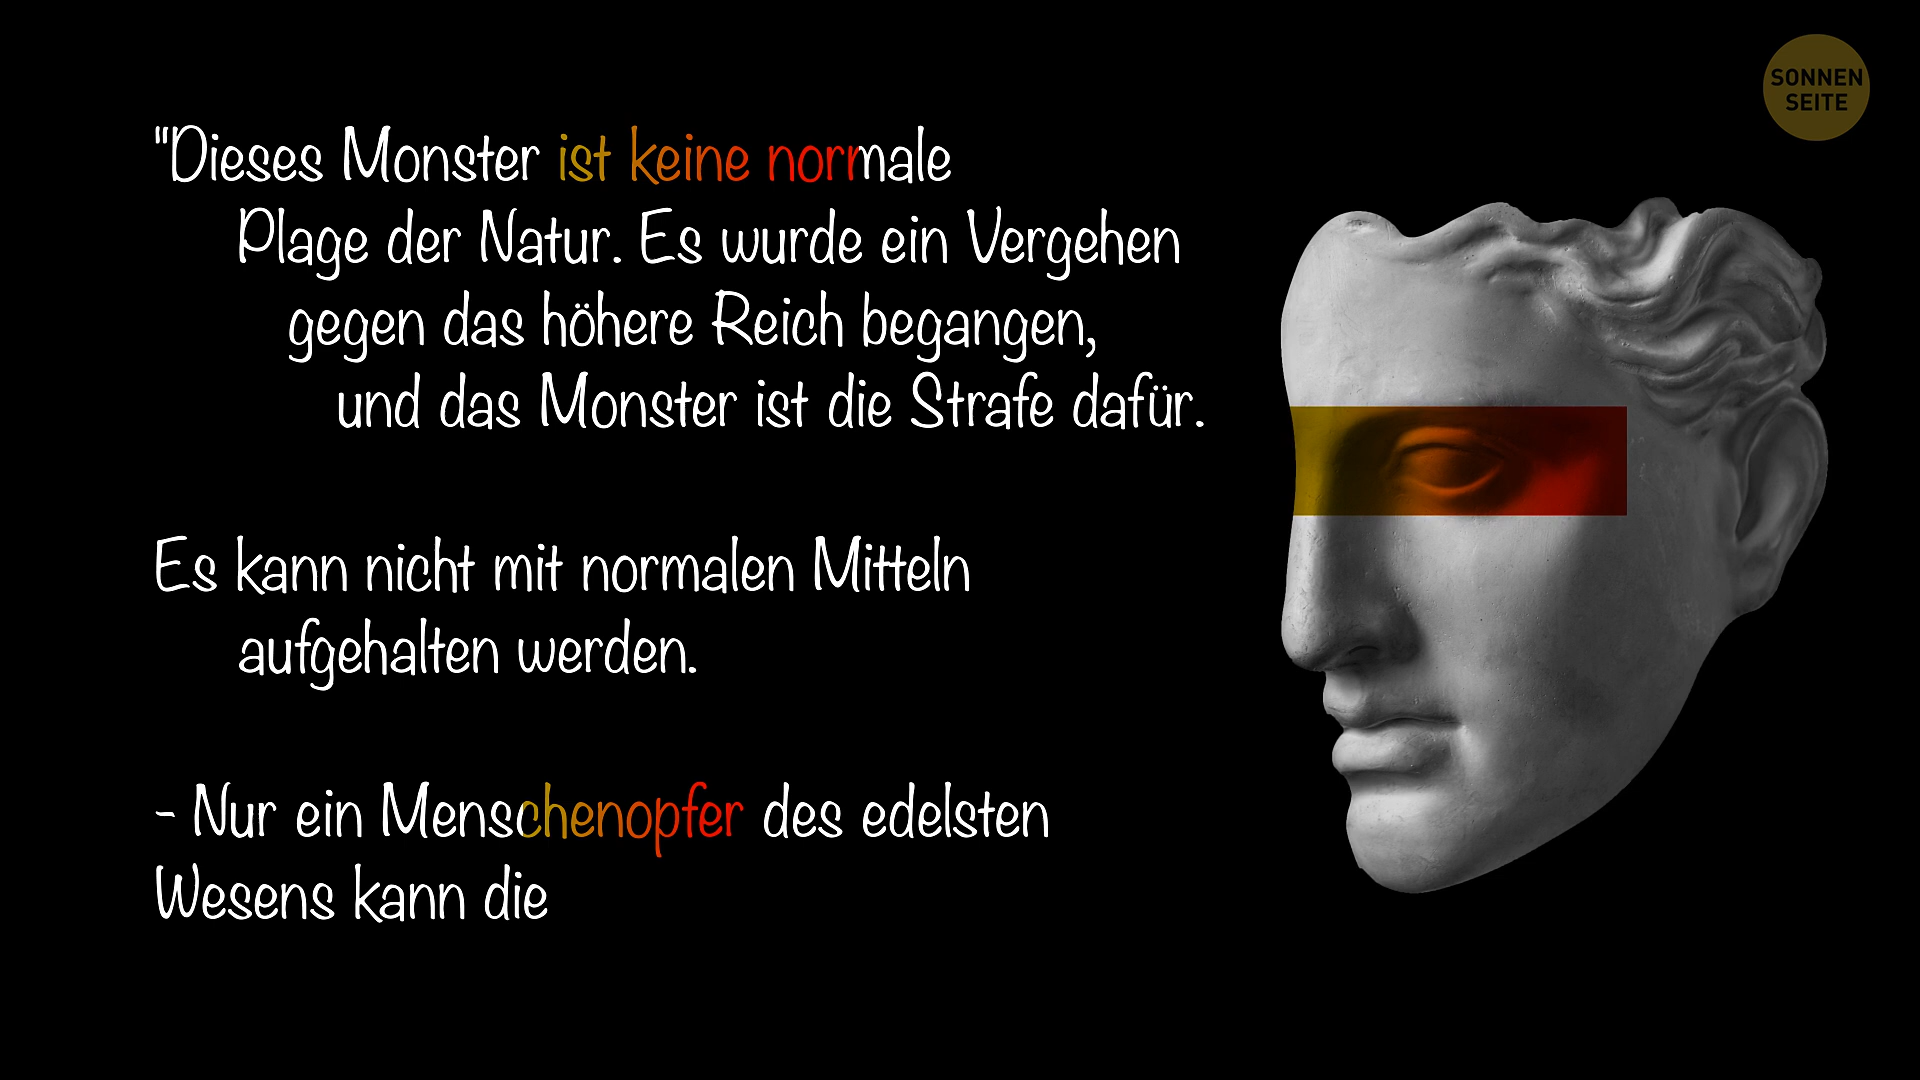 "Dieses Monster ist keine normale
Plage der Natur. Es wurde ein Vergehen
gegen das höhere Reich begangen,
und das Monster ist die Strafe dafür.
Es kann nicht mit normalen Mitteln
aufgehalten werden.
- Nur ein Menschenopfer des edelsten
Wesens kann die
SONNEN
SEITE